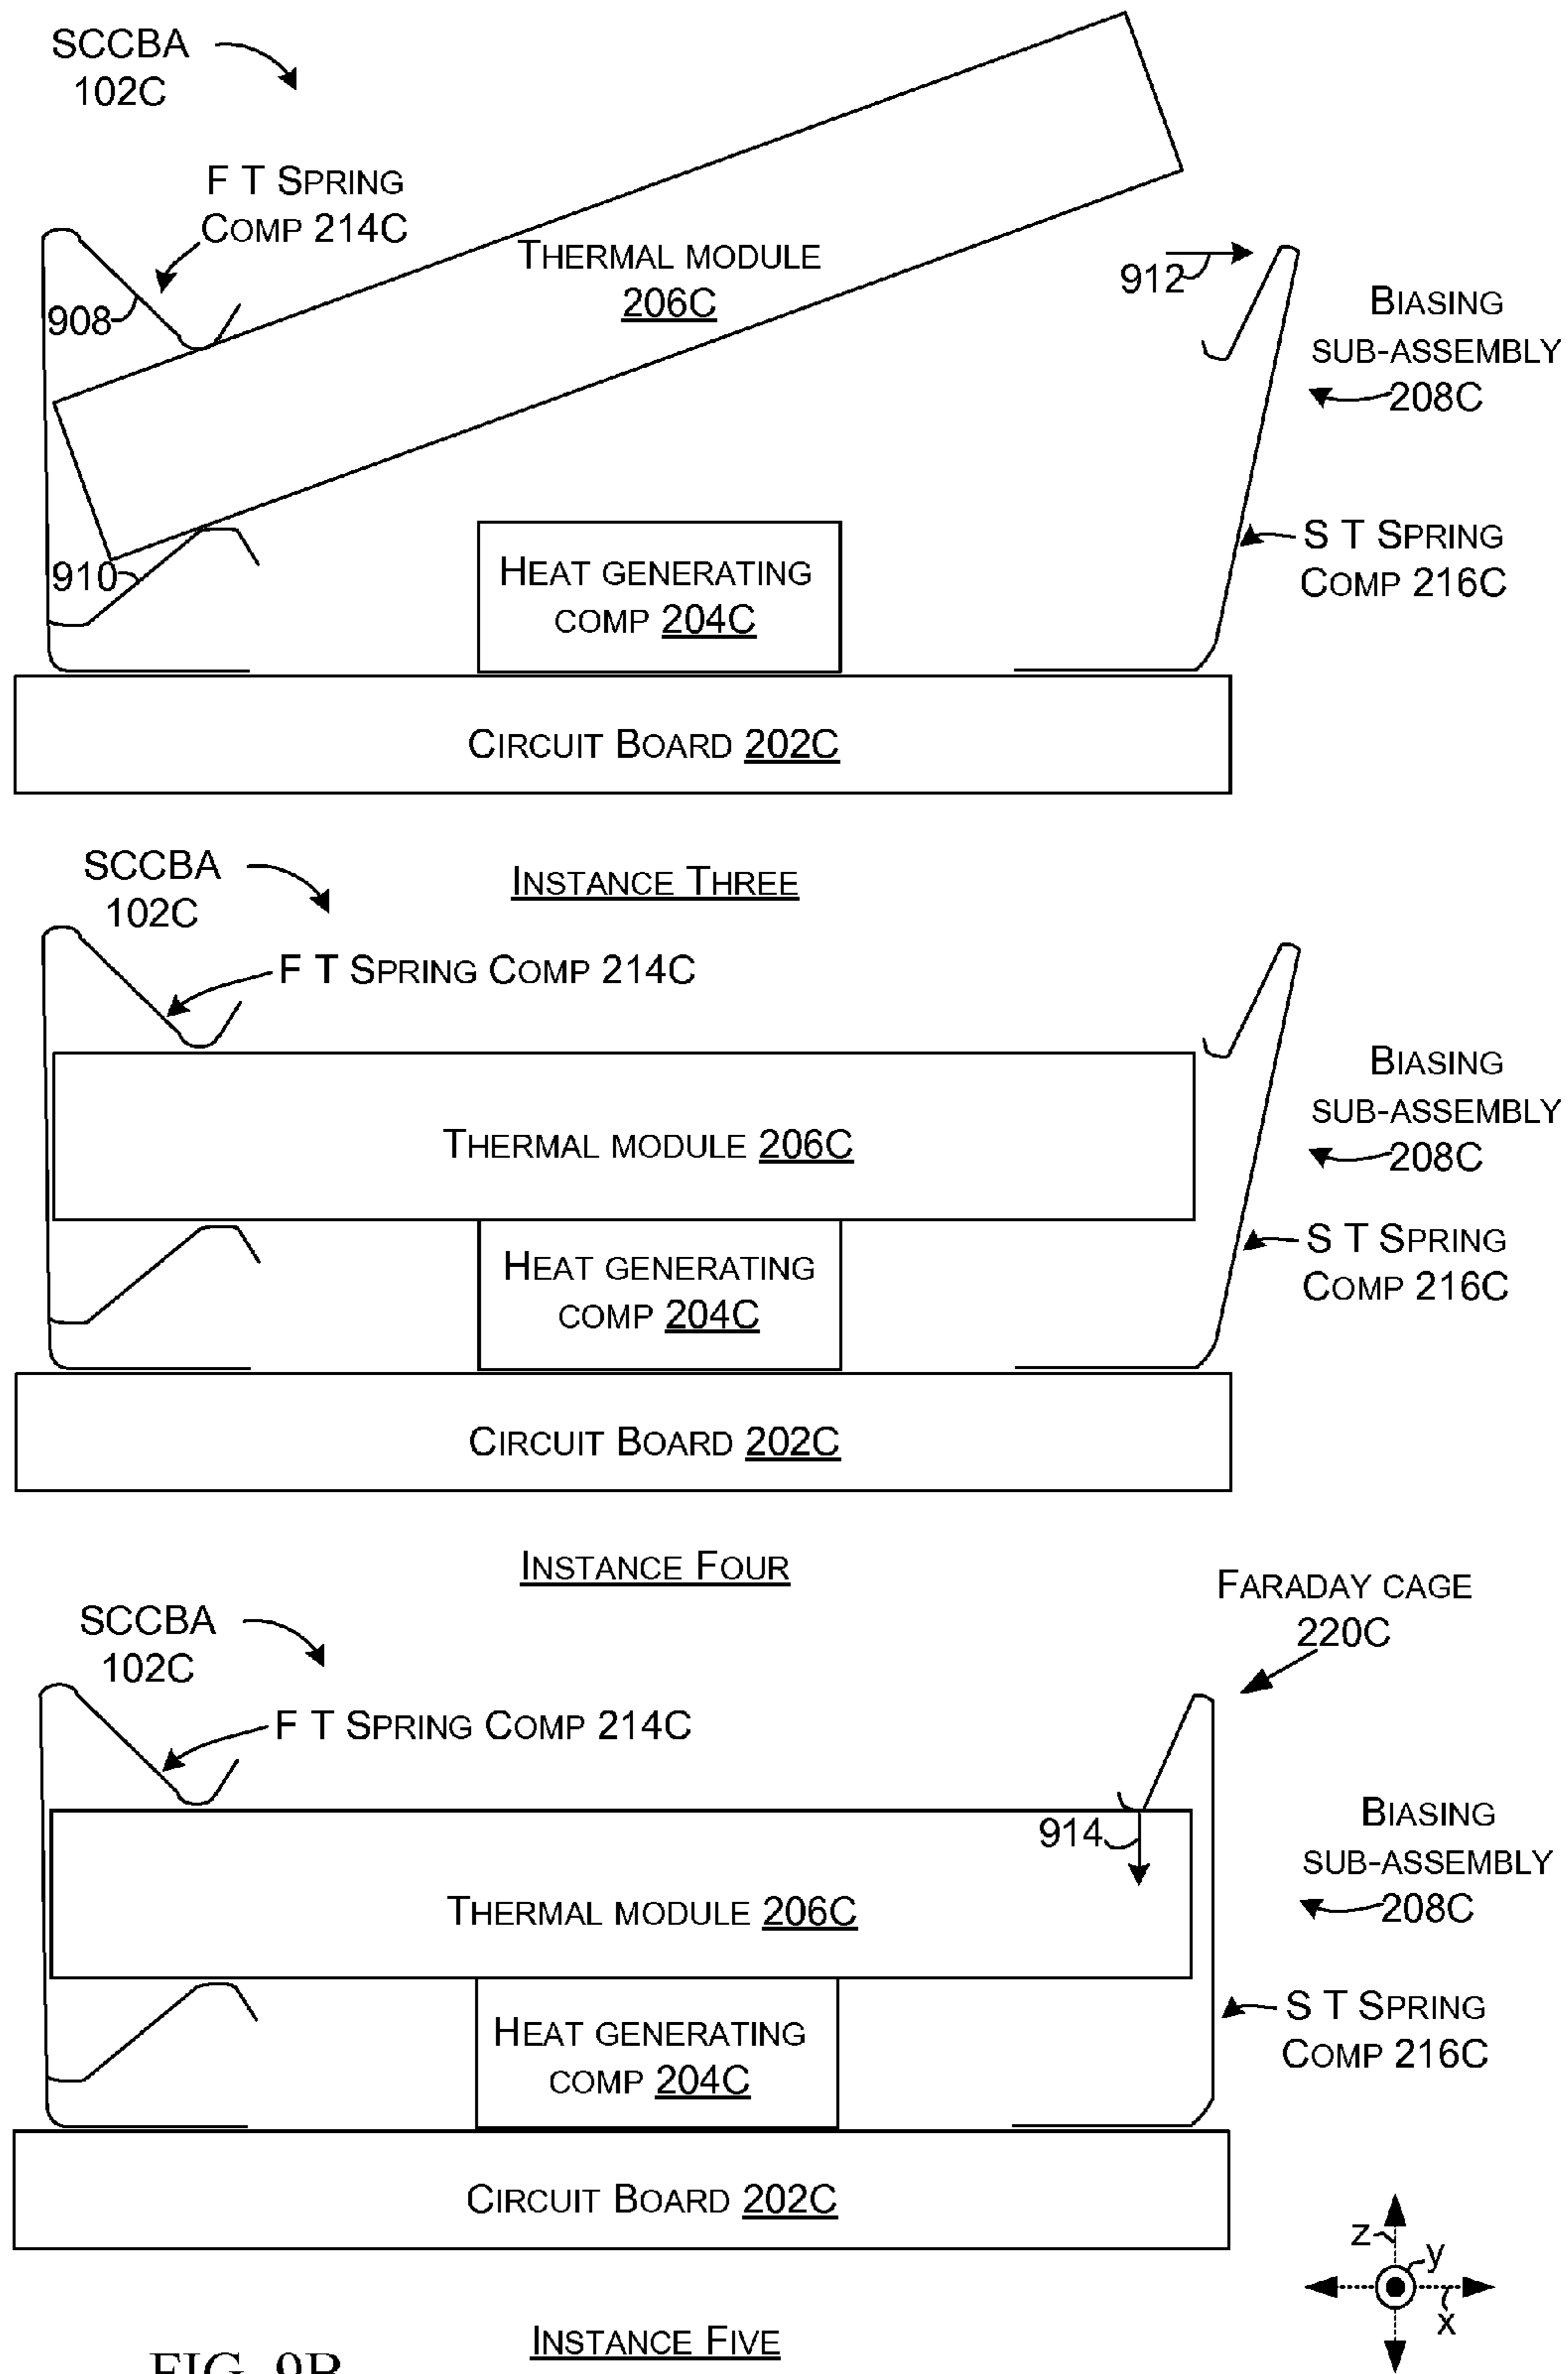 SCCBA
102C
F T SPRING
COMP 214C
THERMAL MODULE
206C
908
912
BIASING
SUB-ASSEMBLY
208C
910
HEAT GENERATING
COMP 204C
S T SPRING
COMP 216C
CIRCUIT BOARD 202C
INSTANCE THREE
SCCBA
102C
F T SPRING COMP 214C
BIASING
SUB-ASSEMBLY
208C
THERMAL MODULE 206C
HEAT GENERATING
COMP 204C
S T SPRING
COMP 216C
CIRCUIT BOARD 202C
INSTANCE FOUR
FARADAY CAGE
220C
SCCBA
102C
F T SPRING COMP 214C
914
BIASING
SUB-ASSEMBLY
208C
THERMAL MODULE 206C
HEAT GENERATING
COMP 204C
S T SPRING
COMP 216C
CIRCUIT BOARD 202C
z
y
x
INSTANCE FIVE
FIG. 9B